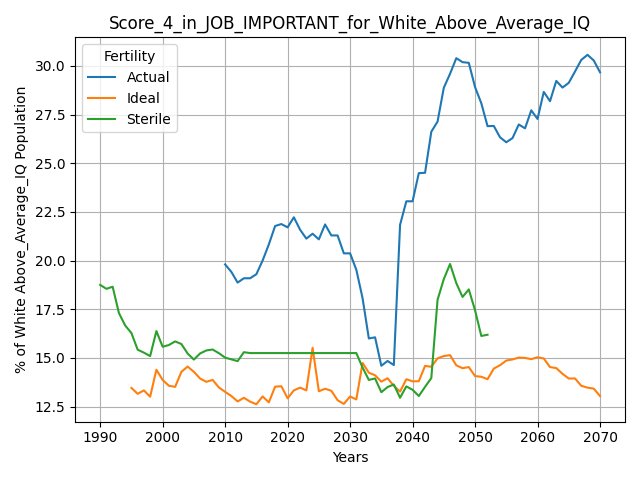 Score_4_in_JOB_IMPORTANT_for_White_Above_Average_IQ
Fertility
Actual
Ideal
Sterile
% of White Above_Average_IQ Population
30.0
27.5
25.0
22.5
20.0
17.5
15.0
12.5
1990 2000 2010 2020 2030 2040 2050 2060 2070
Years